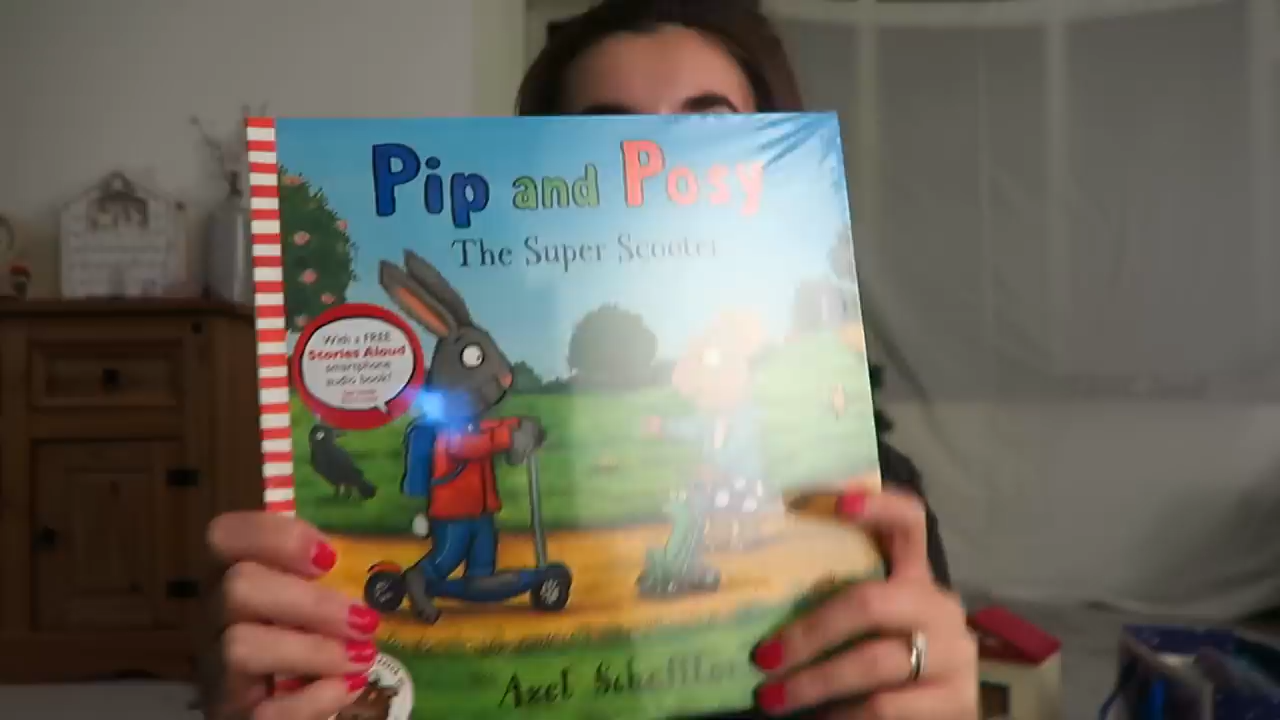 Pip and Posy
The Super Scooter
With a FREE
Stories Aloud
smartphone
audio book!
Axel Scheffler